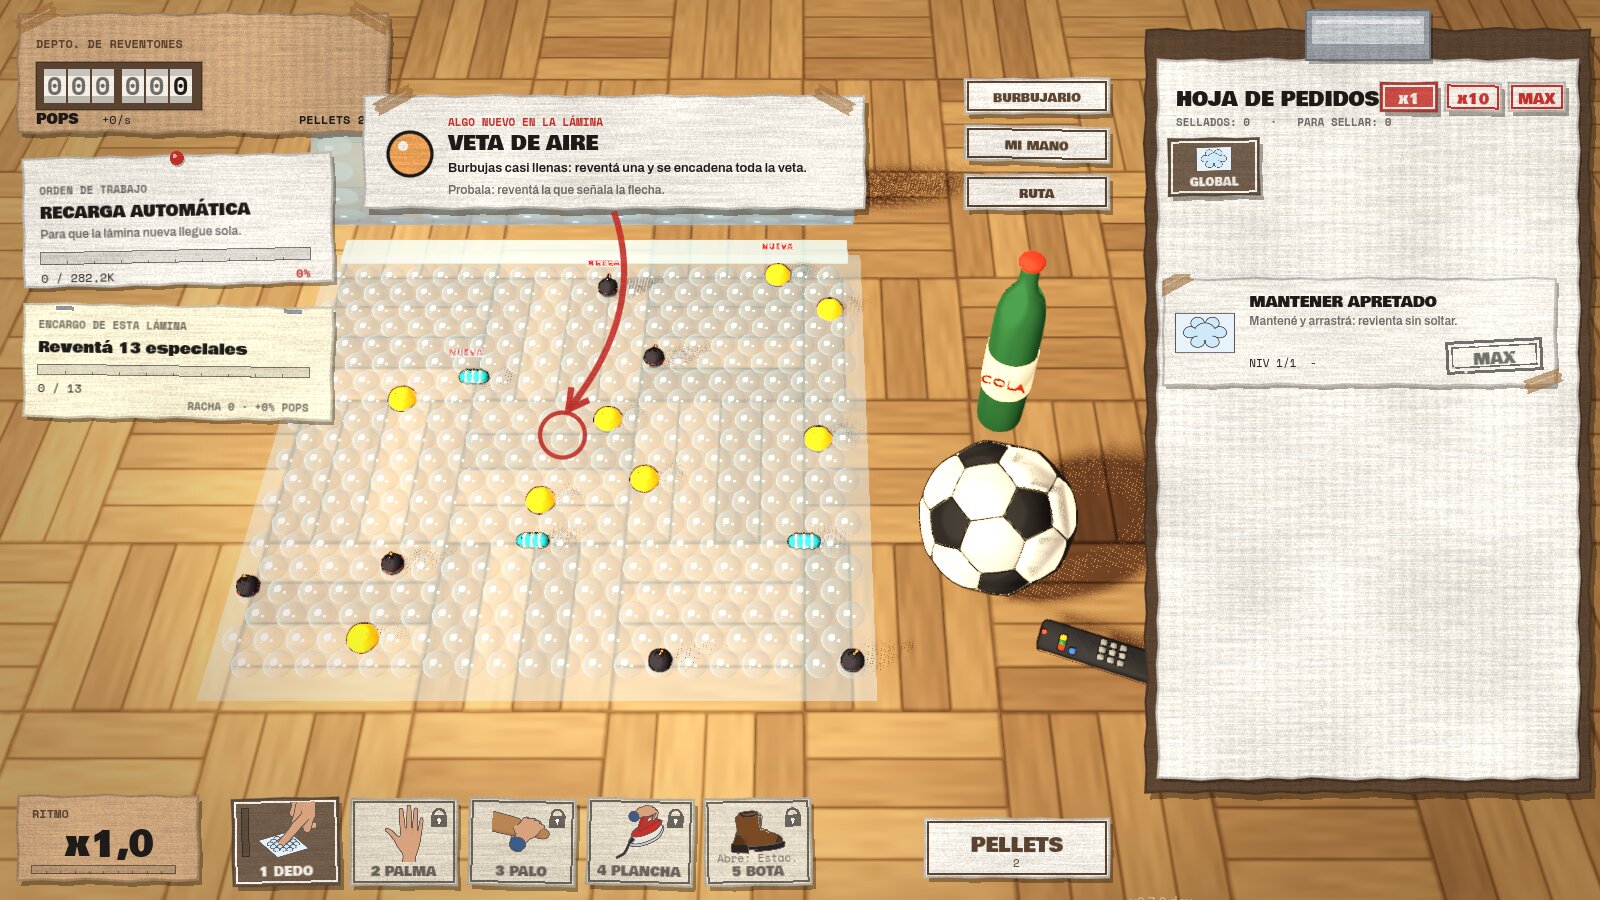 DEPTO. DE REVENTONES
000 000
POPS +0/s PELLETS 2
ORDEN DE TRABAJO
RECARGA AUTOMÁTICA
Para que la lámina nueva llegue sola.
0 / 282,2K 0%
ENCARGO DE ESTA LÁMINA
Reventá 13 especiales
0 / 13
RACHA 0 · +0% POPS
ALGO NUEVO EN LA LÁMINA
VETA DE AIRE
Burbujas casi llenas: reventá una y se encadena toda la veta.
Probala: reventá la que señala la flecha.
NUEVA
NUEVA
BURBUJARIO
MI MANO
RUTA
COLA
HOJA DE PEDIDOS x1 x10 MAX
SELLADOS: 0 · PARA SELLAR: 0
GLOBAL
MANTENER APRETADO
Mantené y arrastrá: revienta sin soltar.
NIV 1/1 -
MAX
RITMO
x1,0
1 DEDO
2 PALMA
3 PALO
4 PLANCHA
Abre: Estac.
5 BOTA
PELLETS
2